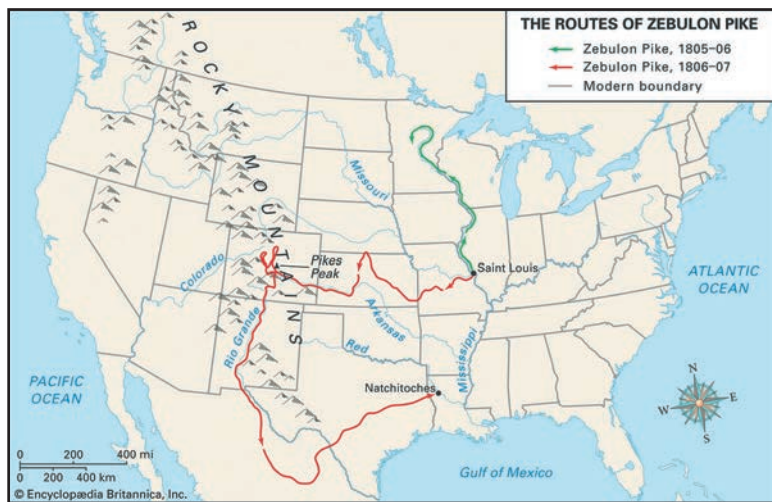 THE ROUTES OF ZEBULON PIKE
Zebulon Pike, 1805–06
Zebulon Pike, 1806–07
Modern boundary
ROCKY MOUNTAINS
Missouri
Pikes
Peak
Saint Louis
Colorado
Arkansas
Rio Grande
Red
Mississippi
Natchitoches
ATLANTIC
OCEAN
PACIFIC
OCEAN
Gulf of Mexico
N
W
E
S
0 200 400 mi
0 200 400 km
© Encyclopædia Britannica, Inc.